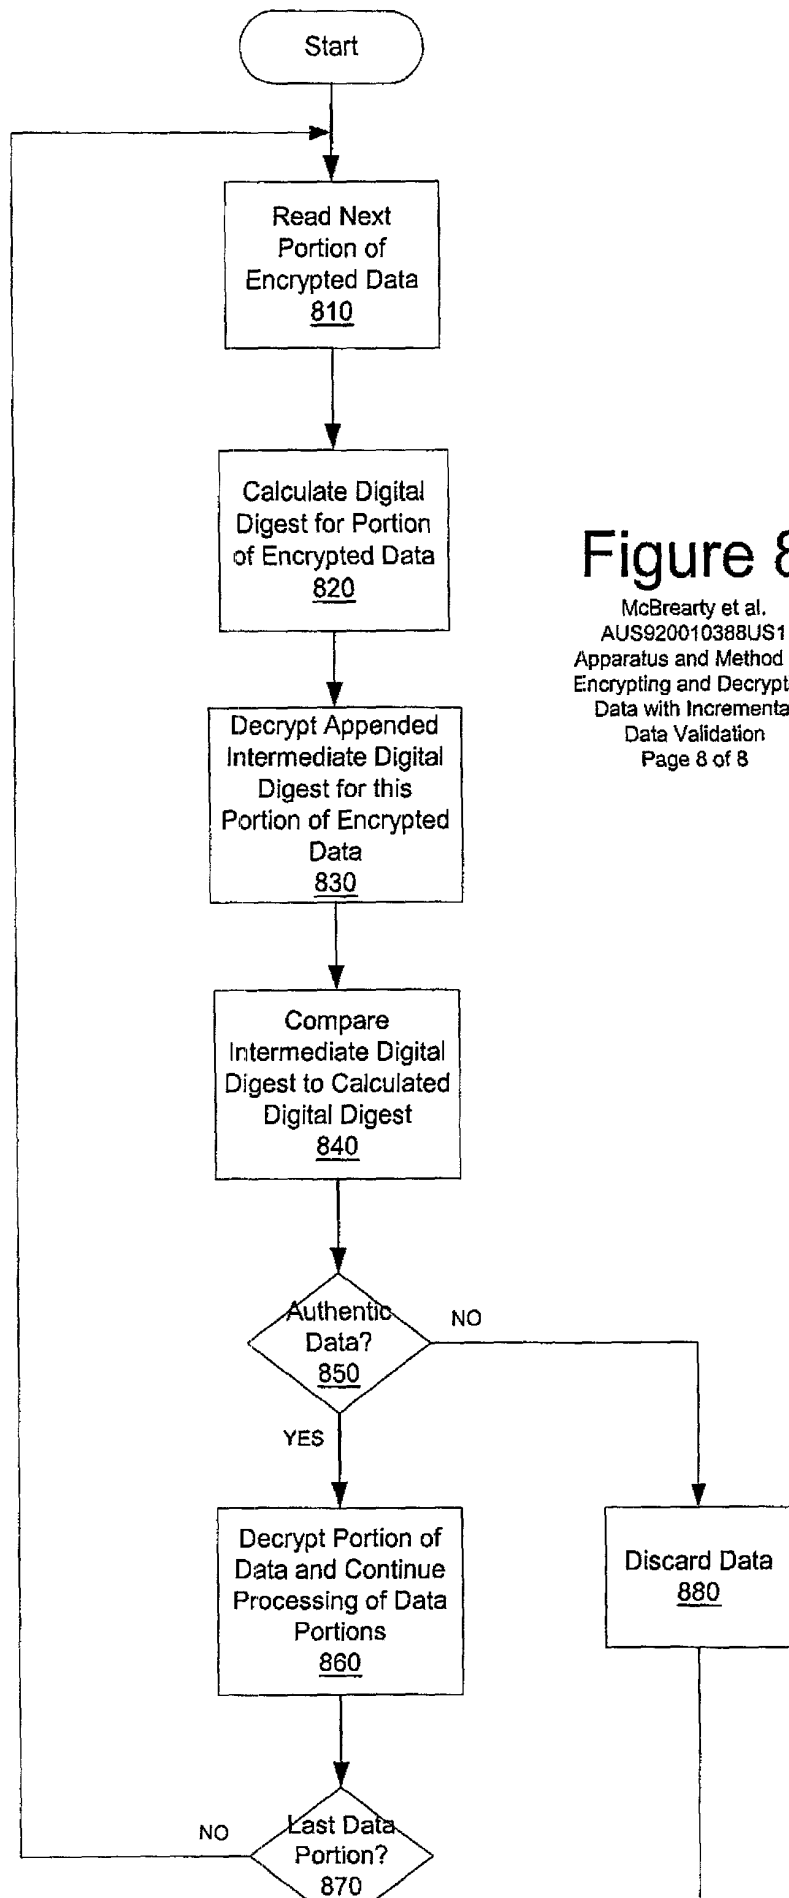 Start
Read Next
Portion of
Encrypted Data
810
Calculate Digital
Digest for Portion
of Encrypted Data
820
Figure 8
McBrearty et al.
AUS920010388US1
Apparatus and Method
Encrypting and Decrypt
Data with Incrementa
Data Validation
Page 8 of 8
Decrypt Appended
Intermediate Digital
Digest for this
Portion of Encrypted
Data
830
Compare
Intermediate Digital
Digest to Calculated
Digital Digest
840
Authentic
Data?
850
NO
YES
Decrypt Portion of
Data and Continue
Processing of Data
Portions
860
Discard Data
880
NO
Last Data
Portion?
870